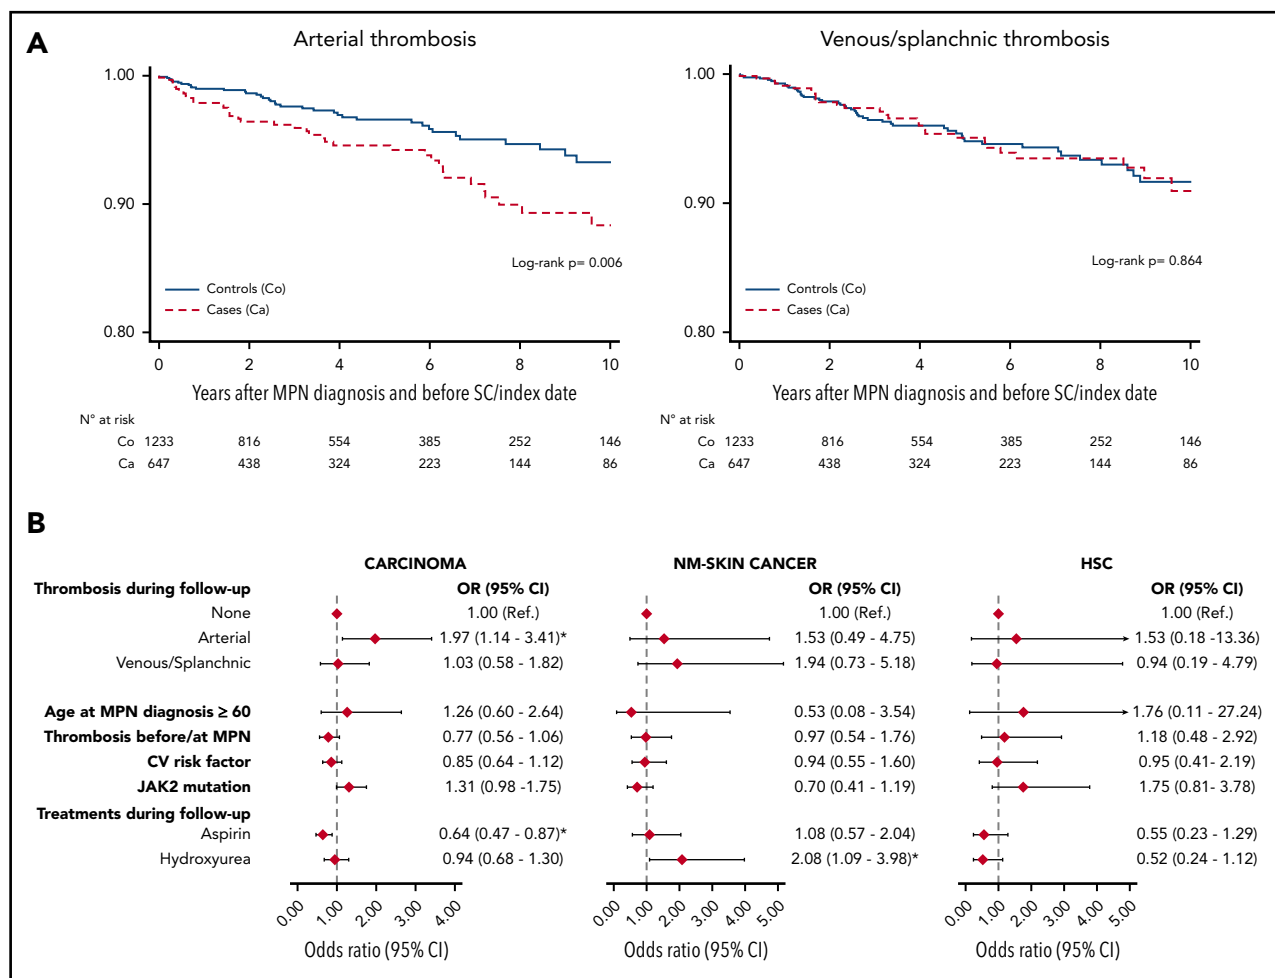 A
Arterial thrombosis
Venous/splanchnic thrombosis
1.00
0.90
0.80
Log-rank p= 0.006
Controls (Co)
Cases (Ca)
0 2 4 6 8 10
Years after MPN diagnosis and before SC/index date
N° at risk
Co 1233 816 554 385 252 146
Ca 647 438 324 223 144 86
1.00
0.90
0.80
Log-rank p= 0.864
Controls (Co)
Cases (Ca)
0 2 4 6 8 10
Years after MPN diagnosis and before SC/index date
N° at risk
Co 1233 816 554 385 252 146
Ca 647 438 324 223 144 86
B
CARCINOMA NM-SKIN CANCER HSC
Thrombosis during follow-up OR (95% CI) OR (95% CI) OR (95% CI)
None 1.00 (Ref.) 1.00 (Ref.) 1.00 (Ref.)
Arterial 1.97 (1.14 - 3.41)* 1.53 (0.49 - 4.75) 1.53 (0.18 -13.36)
Venous/Splanchnic 1.03 (0.58 - 1.82) 1.94 (0.73 - 5.18) 0.94 (0.19 - 4.79)
Age at MPN diagnosis ≥ 60 1.26 (0.60 - 2.64) 0.53 (0.08 - 3.54) 1.76 (0.11 - 27.24)
Thrombosis before/at MPN 0.77 (0.56 - 1.06) 0.97 (0.54 - 1.76) 1.18 (0.48 - 2.92)
CV risk factor 0.85 (0.64 - 1.12) 0.94 (0.55 - 1.60) 0.95 (0.41- 2.19)
JAK2 mutation 1.31 (0.98 -1.75) 0.70 (0.41 - 1.19) 1.75 (0.81- 3.78)
Treatments during follow-up
Aspirin 0.64 (0.47 - 0.87)* 1.08 (0.57 - 2.04) 0.55 (0.23 - 1.29)
Hydroxyurea 0.94 (0.68 - 1.30) 2.08 (1.09 - 3.98)* 0.52 (0.24 - 1.12)
0.00 1.00 2.00 3.00 4.00 0.00 1.00 2.00 3.00 4.00 5.00 0.00 1.00 2.00 3.00 4.00 5.00
Odds ratio (95% CI) Odds ratio (95% CI) Odds ratio (95% CI)